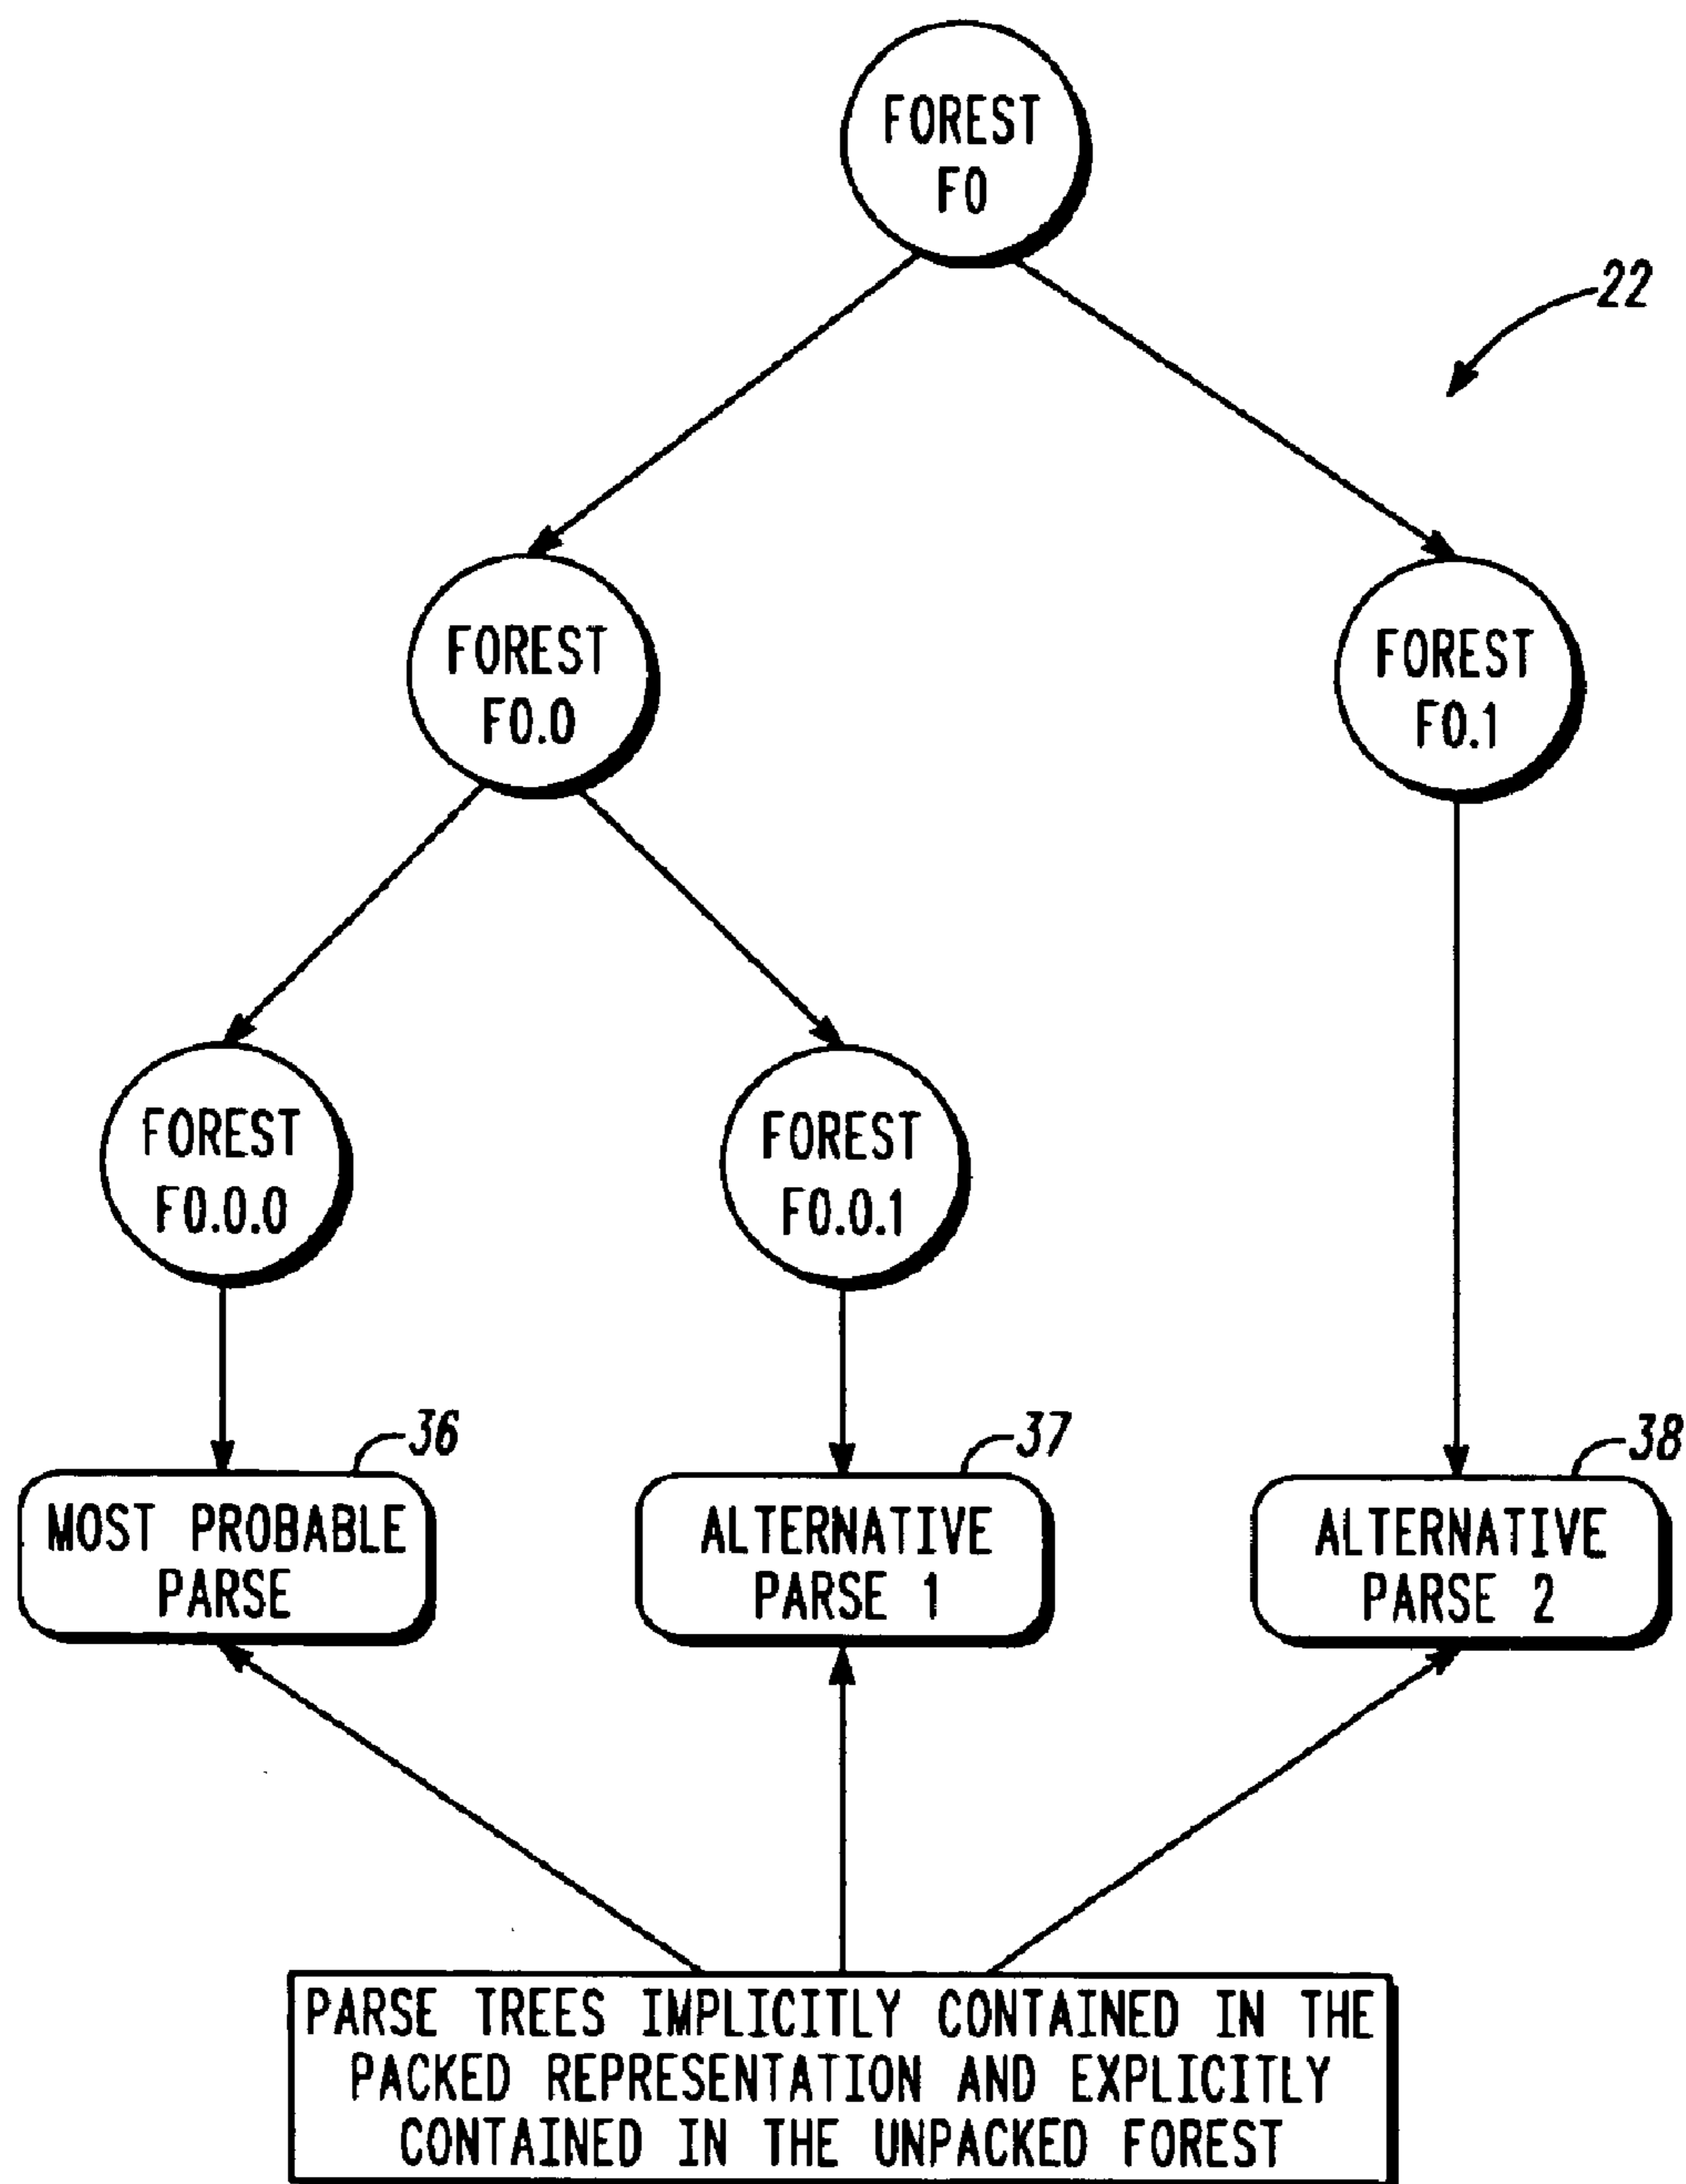 FOREST
F0
22
FOREST
F0.0
FOREST
F0.1
FOREST
F0.0.0
FOREST
F0.0.1
36
37
38
MOST PROBABLE
PARSE
ALTERNATIVE
PARSE 1
ALTERNATIVE
PARSE 2
PARSE TREES IMPLICITLY CONTAINED IN THE
PACKED REPRESENTATION AND EXPLICITLY
CONTAINED IN THE UNPACKED FOREST